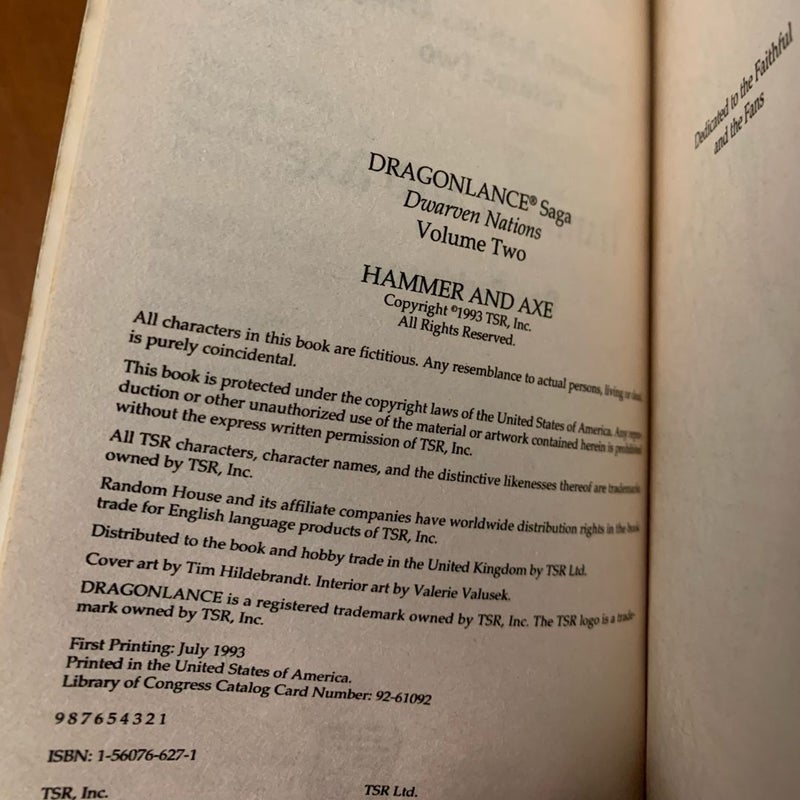 DRAGONLANCE® Saga
Dwarven Nations
Volume Two
HAMMER AND AXE
Copyright ©1993 TSR, Inc.
All Rights Reserved.
All characters in this book are fictitious. Any resemblance to actual persons, living or dead,
is purely coincidental.
This book is protected under the copyright laws of the United States of America. Any repro-
duction or other unauthorized use of the material or artwork contained herein is prohibited
without the express written permission of TSR, Inc.
All TSR characters, character names, and the distinctive likenesses thereof are trademarks
owned by TSR, Inc.
Random House and its affiliate companies have worldwide distribution rights in the book
trade for English language products of TSR, Inc.
Distributed to the book and hobby trade in the United Kingdom by TSR Ltd.
Cover art by Tim Hildebrandt. Interior art by Valerie Valusek.
DRAGONLANCE is a registered trademark owned by TSR, Inc. The TSR logo is a trade-
mark owned by TSR, Inc.
First Printing: July 1993
Printed in the United States of America.
Library of Congress Catalog Card Number: 92-61092
9 8 7 6 5 4 3 2 1
ISBN: 1-56076-627-1
TSR, Inc.
TSR Ltd.
Dedicated to the Faithful
and the Fans